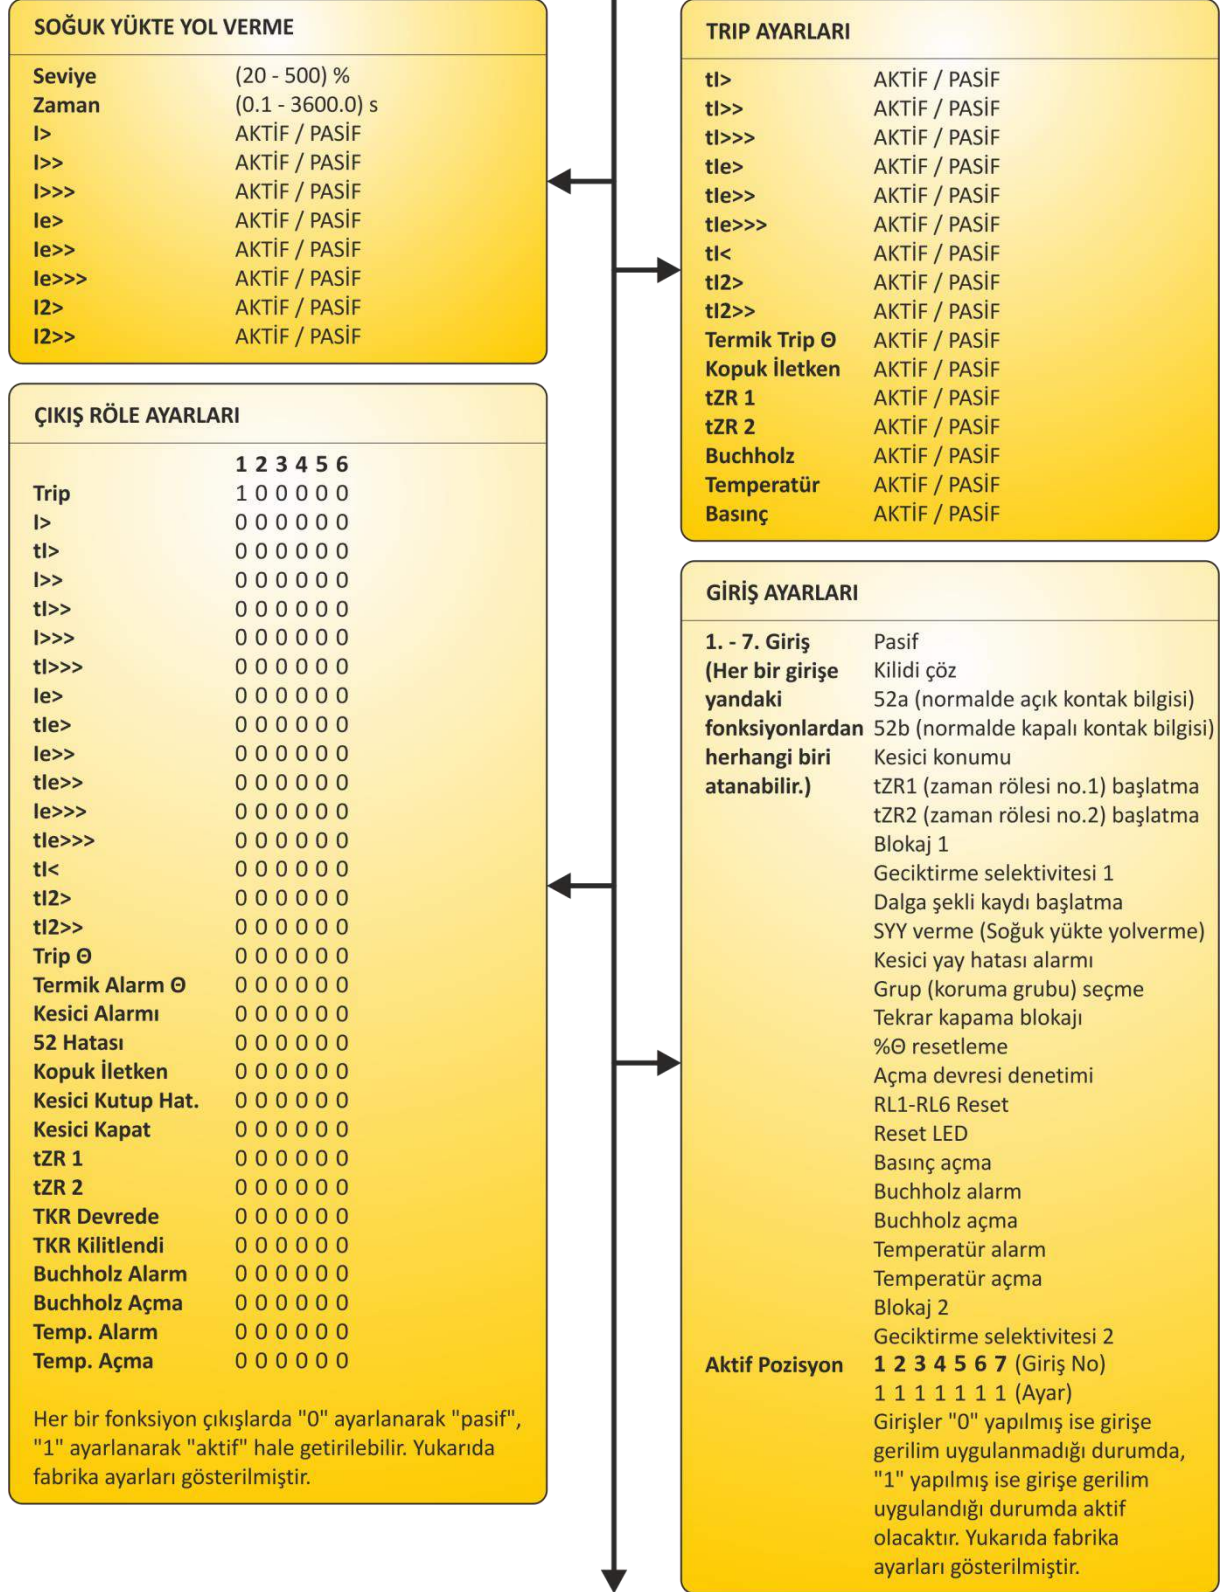 SOĞUK YÜKTE YOL VERME
Seviye (20 - 500) %
Zaman (0.1 - 3600.0) s
I> AKTİF / PASİF
I>> AKTİF / PASİF
I>>> AKTİF / PASİF
Ie> AKTİF / PASİF
Ie>> AKTİF / PASİF
Ie>>> AKTİF / PASİF
I2> AKTİF / PASİF
I2>> AKTİF / PASİF
ÇIKIŞ RÖLE AYARLARI
1 2 3 4 5 6
Trip 1 0 0 0 0 0
I> 0 0 0 0 0 0
tI> 0 0 0 0 0 0
I>> 0 0 0 0 0 0
tI>> 0 0 0 0 0 0
I>>> 0 0 0 0 0 0
tI>>> 0 0 0 0 0 0
Ie> 0 0 0 0 0 0
tIe> 0 0 0 0 0 0
Ie>> 0 0 0 0 0 0
tIe>> 0 0 0 0 0 0
Ie>>> 0 0 0 0 0 0
tIe>>> 0 0 0 0 0 0
tI< 0 0 0 0 0 0
tI2> 0 0 0 0 0 0
tI2>> 0 0 0 0 0 0
Trip Θ 0 0 0 0 0 0
Termik Alarm Θ 0 0 0 0 0 0
Kesici Alarmı 0 0 0 0 0 0
52 Hatası 0 0 0 0 0 0
Kopuk İletken 0 0 0 0 0 0
Kesici Kutup Hat. 0 0 0 0 0 0
Kesici Kapat 0 0 0 0 0 0
tZR 1 0 0 0 0 0 0
tZR 2 0 0 0 0 0 0
TKR Devrede 0 0 0 0 0 0
TKR Kilitlendi 0 0 0 0 0 0
Buchholz Alarm 0 0 0 0 0 0
Buchholz Açma 0 0 0 0 0 0
Temp. Alarm 0 0 0 0 0 0
Temp. Açma 0 0 0 0 0 0
Her bir fonksiyon çıkışlarda "0" ayarlanarak "pasif",
"1" ayarlanarak "aktif" hale getirilebilir. Yukarıda
fabrika ayarları gösterilmiştir.
TRIP AYARLARI
tI> AKTİF / PASİF
tI>> AKTİF / PASİF
tI>>> AKTİF / PASİF
tIe> AKTİF / PASİF
tIe>> AKTİF / PASİF
tIe>>> AKTİF / PASİF
tI< AKTİF / PASİF
tI2> AKTİF / PASİF
tI2>> AKTİF / PASİF
Termik Trip Θ AKTİF / PASİF
Kopuk İletken AKTİF / PASİF
tZR 1 AKTİF / PASİF
tZR 2 AKTİF / PASİF
Buchholz AKTİF / PASİF
Temperatür AKTİF / PASİF
Basınç AKTİF / PASİF
GİRİŞ AYARLARI
1. - 7. Giriş Pasif
(Her bir girişe Kilidi çöz
yandaki 52a (normalde açık kontak bilgisi)
fonksiyonlardan 52b (normalde kapalı kontak bilgisi)
herhangi biri Kesici konumu
atanabilir.) tZR1 (zaman rölesi no.1) başlatma
tZR2 (zaman rölesi no.2) başlatma
Blokaj 1
Geciktirme selektivitesi 1
Dalga şekli kaydı başlatma
SYY verme (Soğuk yükte yolverme)
Kesici yay hatası alarmı
Grup (koruma grubu) seçme
Tekrar kapama blokajı
%Θ resetleme
Açma devresi denetimi
RL1-RL6 Reset
Reset LED
Basınç açma
Buchholz alarm
Buchholz açma
Temperatür alarm
Temperatür açma
Blokaj 2
Geciktirme selektivitesi 2
Aktif Pozisyon 1 2 3 4 5 6 7 (Giriş No)
1 1 1 1 1 1 1 (Ayar)
Girişler "0" yapılmış ise girişe
gerilim uygulanmadığı durumda,
"1" yapılmış ise girişe gerilim
uygulandığı durumda aktif
olacaktır. Yukarıda fabrika
ayarları gösterilmiştir.